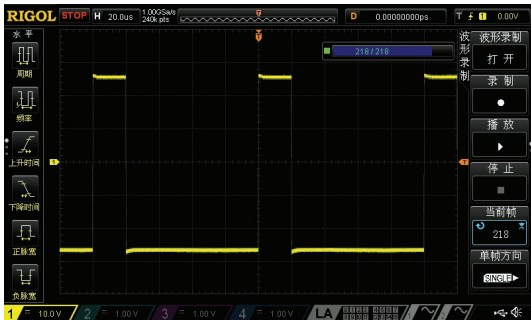 RIGOL STOP H 20.0us 1.00GSa/s 240k pts D 0.00000000ps T 1 0.00V
水平
周期
频率
上升时间
下降时间
正脉宽
负脉宽
T
218/218
1
T
波形录制
波形录制
打开
录制
播放
停止
当前帧
218
单帧方向
SINGLE
1 = 10.0V 2 = 1.00V 3 = 1.00V 4 = 1.00V LA